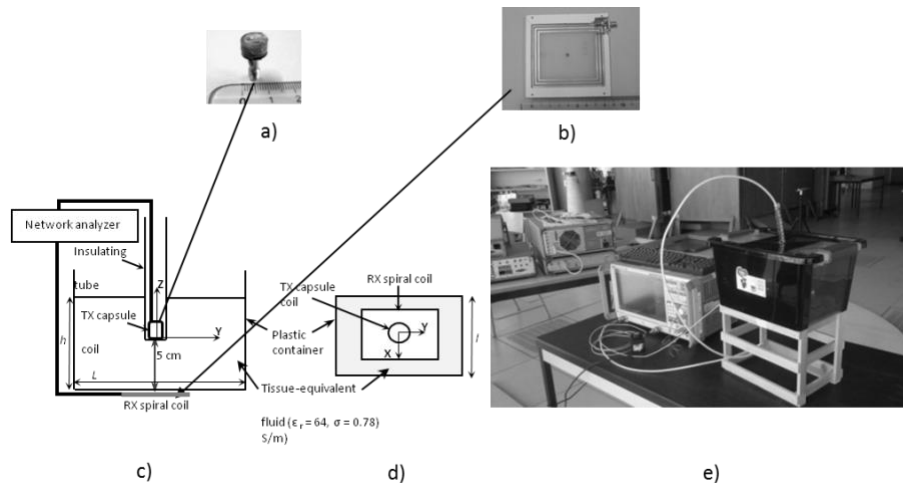 a)
b)
Network analyzer
Insulating
tube
Z
TX capsule
Y
coil
h
5 cm
L
RX spiral coil
RX spiral coil
TX capsule
coil
Y
X
l
Plastic
container
Tissue-equivalent
fluid (εr = 64, σ = 0.78)
S/m)
c)
d)
e)